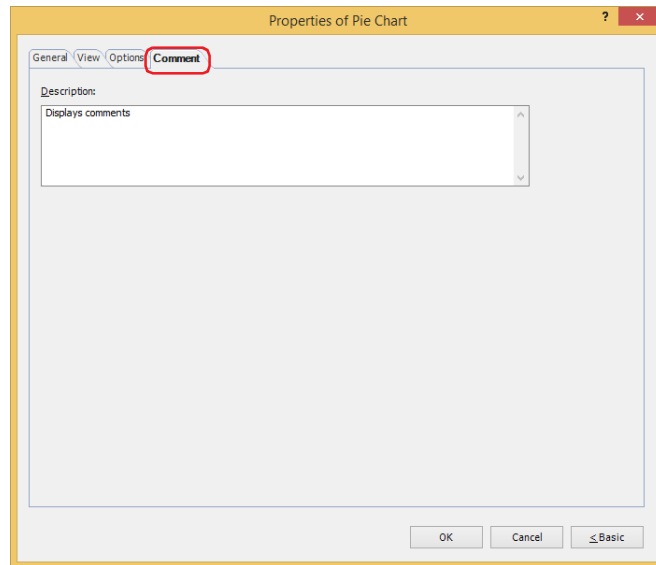 Properties of Pie Chart
? ×
General View Options Comment
Description:
Displays comments
OK Cancel < Basic